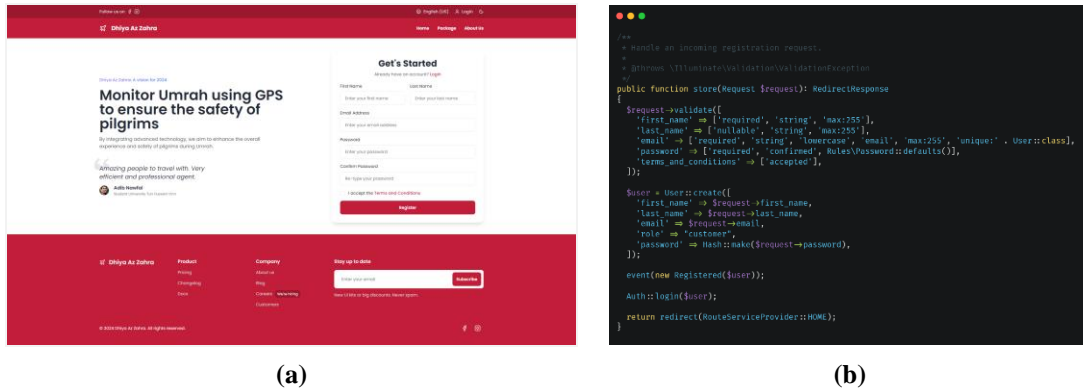 Follow us on
English (US) Login
Dhiya Az Zahra
Home Package About Us
Dhiya Az Zahra: A vision for 2024
Monitor Umrah using GPS
to ensure the safety of
pilgrims
By integrating advanced technology, we aim to enhance the overall
experience and safety of pilgrims during Umrah.
Amazing people to travel with. Very
efficient and professional agent.
Adib Nawfal
Get's Started
Already have an account? Login
First Name Last Name
Enter your first name Enter your last name
Email Address
Enter your email address
Password
Enter your password
Confirm Password
Re-type your password
I accept the Terms and Conditions
Register
Dhiya Az Zahra
Product
Pricing
Changelog
Docs
Company
About us
Blog
Careers We're hiring
Customers
Stay up to date
Enter your email Subscribe
New UI kits or big discounts. Never spam.
© 2024 Dhiya Az Zahra. All rights reserved.
(a)
/**
* Handle an incoming registration request.
*
* @throws \Illuminate\Validation\ValidationException
*/
public function store(Request $request): RedirectResponse
{
$request->validate([
'first_name' => ['required', 'string', 'max:255'],
'last_name' => ['nullable', 'string', 'max:255'],
'email' => ['required', 'string', 'lowercase', 'email', 'max:255', 'unique:' . User::class],
'password' => ['required', 'confirmed', Rules\Password::defaults()],
'terms_and_conditions' => ['accepted'],
]);
$user = User::create([
'first_name' => $request->first_name,
'last_name' => $request->last_name,
'email' => $request->email,
'role' => "customer",
'password' => Hash::make($request->password),
]);
event(new Registered($user));
Auth::login($user);
return redirect(RouteServiceProvider::HOME);
}
(b)